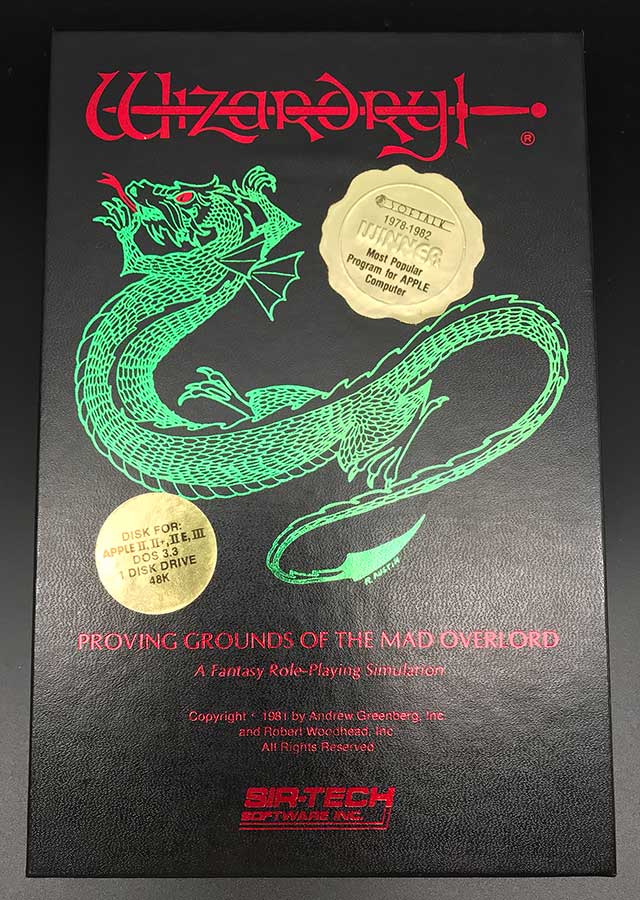 Wizardry
®
SOFTALK
1978-1982
WINNER
Most Popular
Program for APPLE
Computer
DISK FOR:
APPLE II, II+, II E, III
DOS 3.3
1 DISK DRIVE
48K
R. AUSTIN
PROVING GROUNDS OF THE MAD OVERLORD
A Fantasy Role-Playing Simulation
Copyright © 1981 by Andrew Greenberg, Inc.
and Robert Woodhead, Inc.
All Rights Reserved
SIR-TECH
SOFTWARE INC.